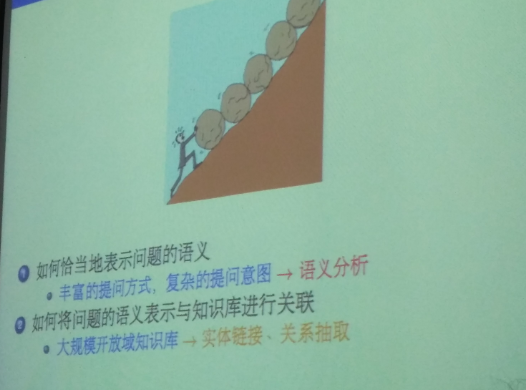 1 如何恰当地表示问题的语义
丰富的提问方式，复杂的提问意图 → 语义分析
2 如何将问题的语义表示与知识库进行关联
大规模开放域知识库 → 实体链接、关系抽取